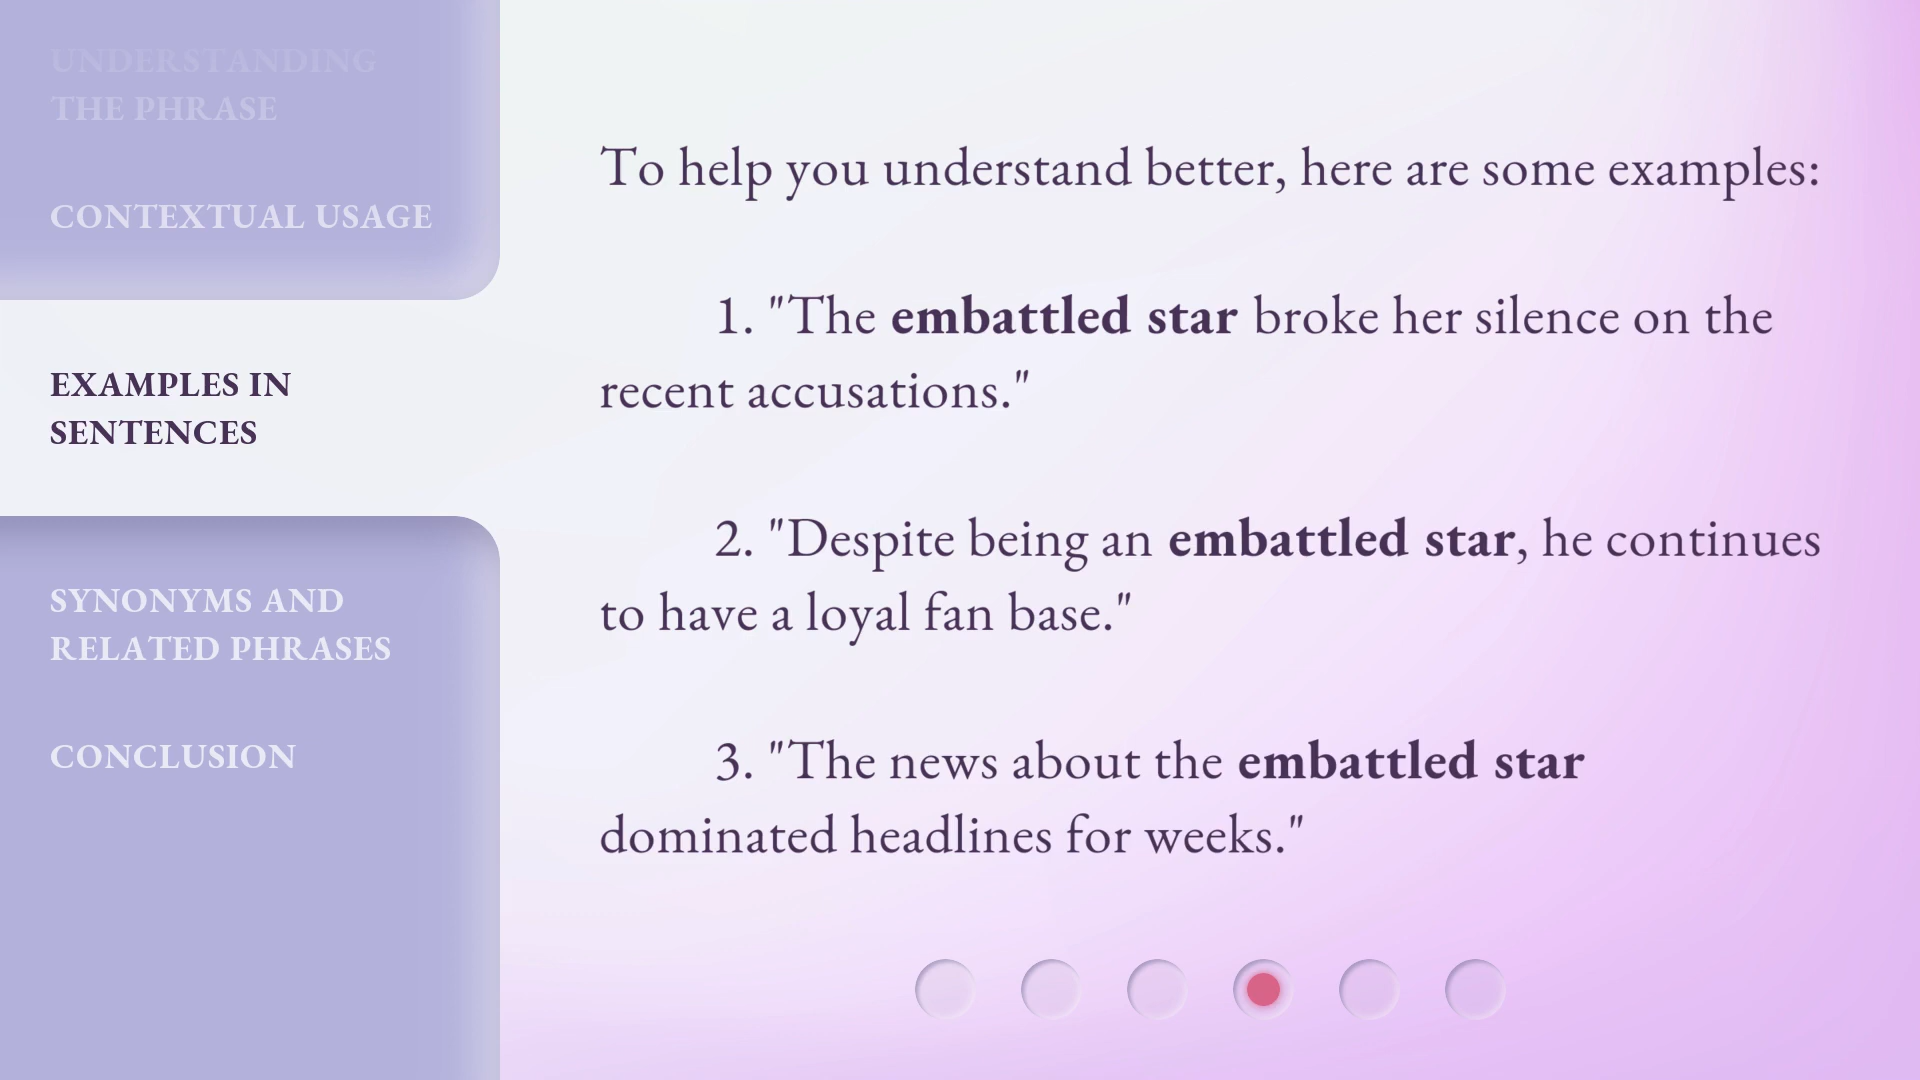 UNDERSTANDING
THE PHRASE
CONTEXTUAL USAGE
EXAMPLES IN
SENTENCES
SYNONYMS AND
RELATED PHRASES
CONCLUSION
To help you understand better, here are some examples:
1. "The embattled star broke her silence on the
recent accusations."
2. "Despite being an embattled star, he continues
to have a loyal fan base."
3. "The news about the embattled star
dominated headlines for weeks."